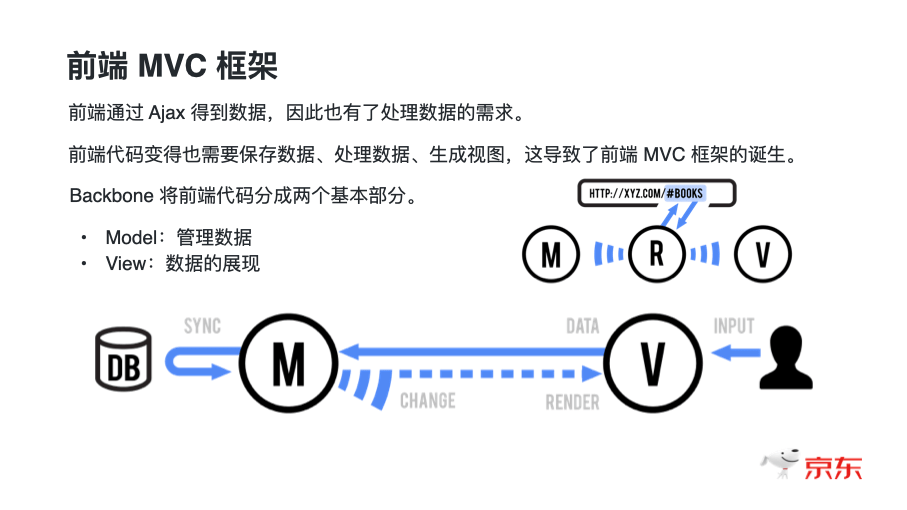 前端 MVC 框架
前端通过 Ajax 得到数据，因此也有了处理数据的需求。
前端代码变得也需要保存数据、处理数据、生成视图，这导致了前端 MVC 框架的诞生。
Backbone 将前端代码分成两个基本部分。
• Model：管理数据
• View：数据的展现
HTTP://XYZ.COM/#BOOKS
M R V
SYNC DATA INPUT
DB M V
CHANGE RENDER
京东